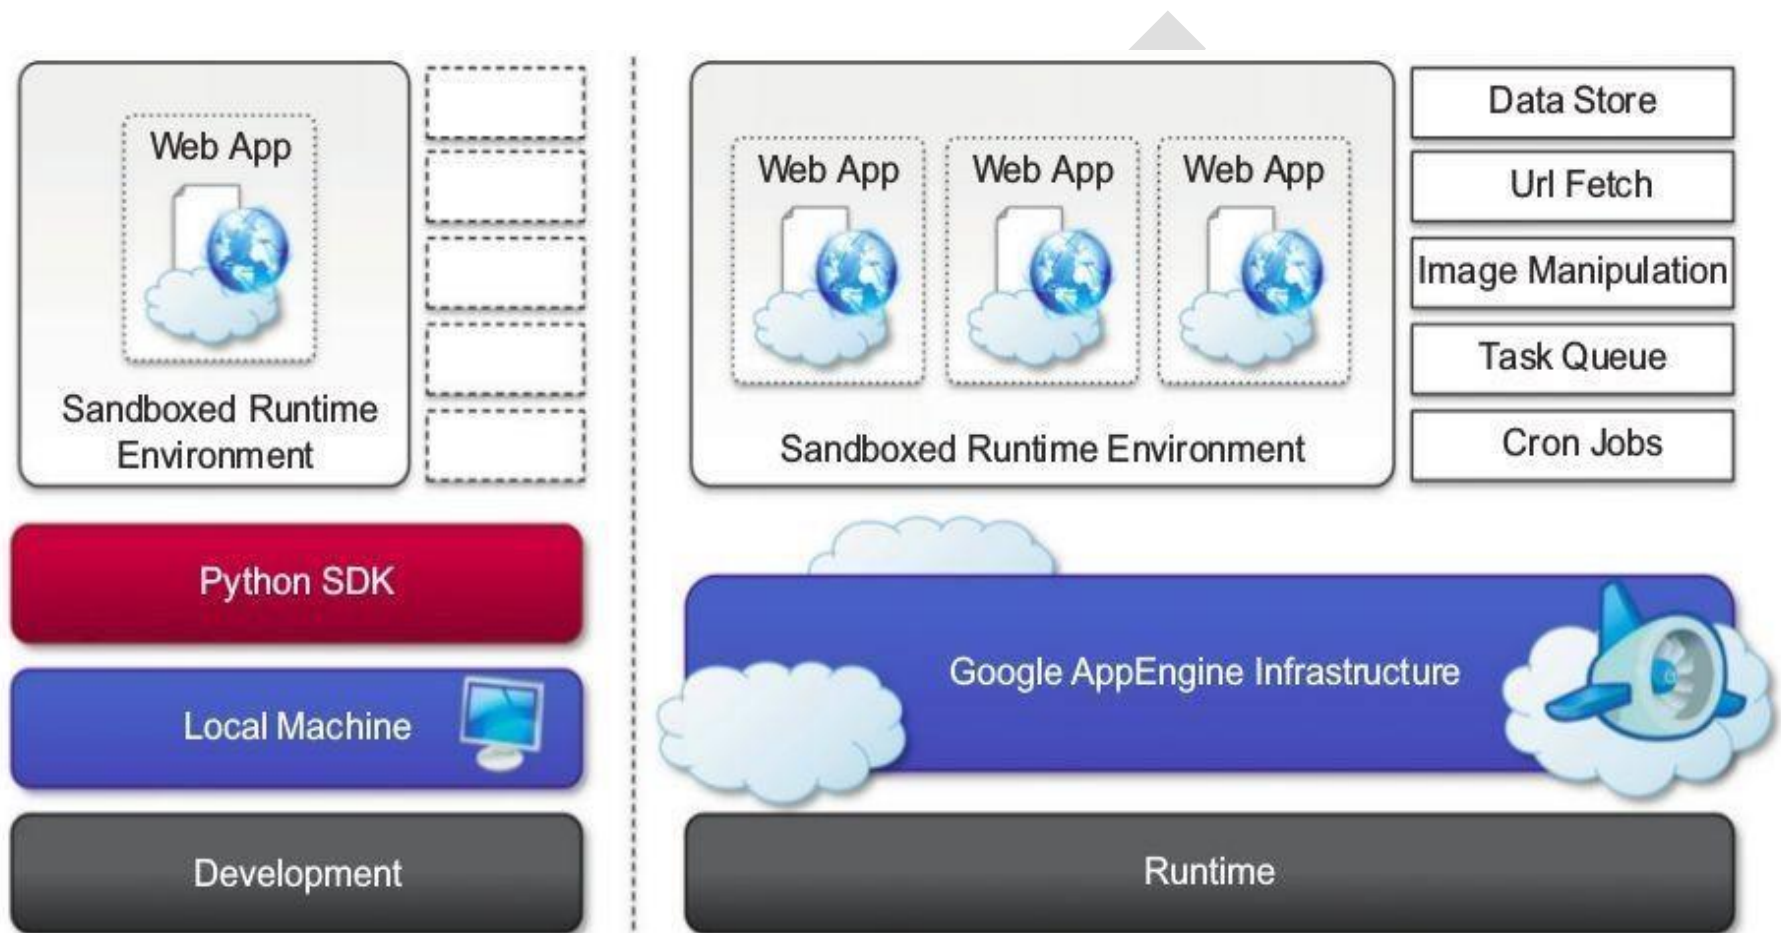 Web App
Sandboxed Runtime
Environment
Python SDK
Local Machine
Development
Web App
Web App
Web App
Sandboxed Runtime Environment
Data Store
Url Fetch
Image Manipulation
Task Queue
Cron Jobs
Google AppEngine Infrastructure
Runtime